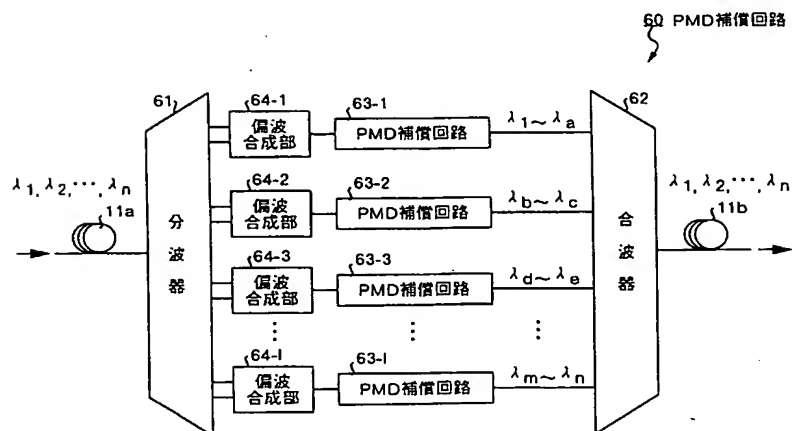 60 PMD補償回路
61
64-1
偏波
合成部
63-1
PMD補償回路
λ1～λa
62
λ1, λ2, ⋯, λn
11a
分波器
64-2
偏波
合成部
63-2
PMD補償回路
λb～λc
64-3
偏波
合成部
63-3
PMD補償回路
λd～λe
⋮
⋮
⋮
64-l
偏波
合成部
63-l
PMD補償回路
λm～λn
合波器
λ1, λ2, ⋯, λn
11b